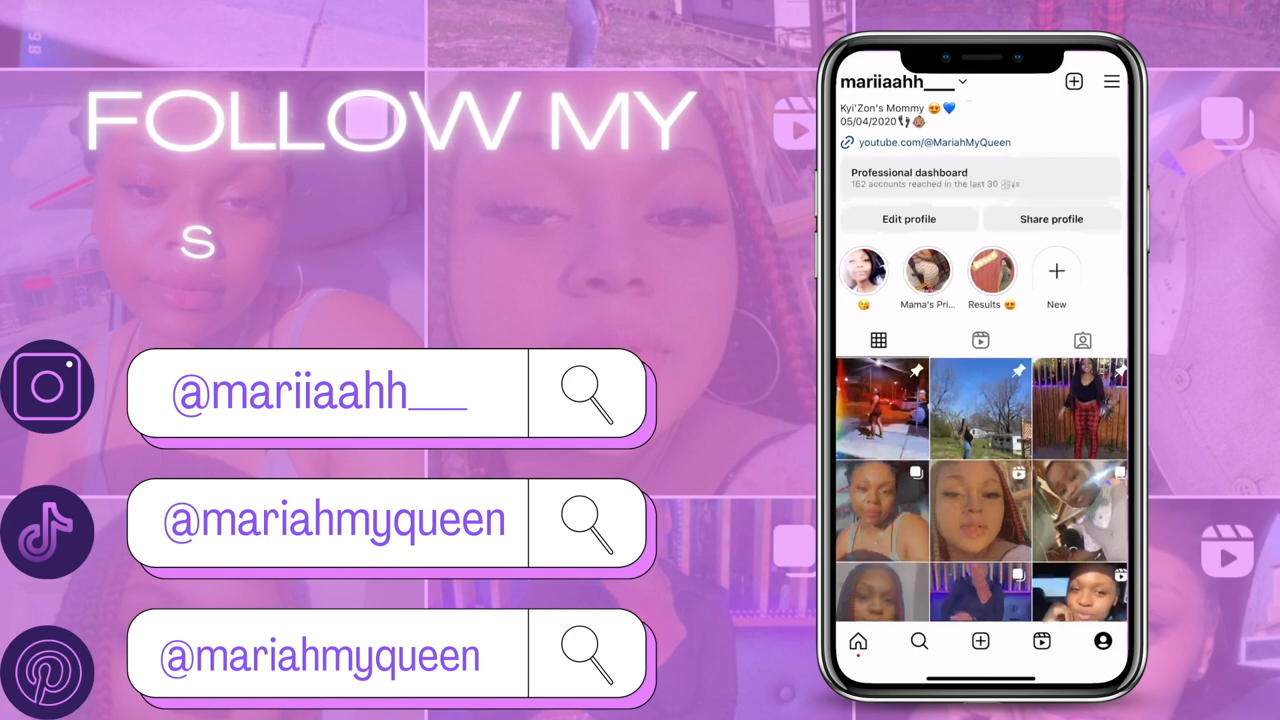 FOLLOW MY
S
@mariiaahh___
@mariahmyqueen
@mariahmyqueen
mariiaahh___
Kyi'Zon's Mommy 😍💙
05/04/2020👣👶🏽
youtube.com/@MariahMyQueen
Professional dashboard
162 accounts reached in the last 30
Edit profile
Share profile
😘
Mama's Pri...
Results 😍
New